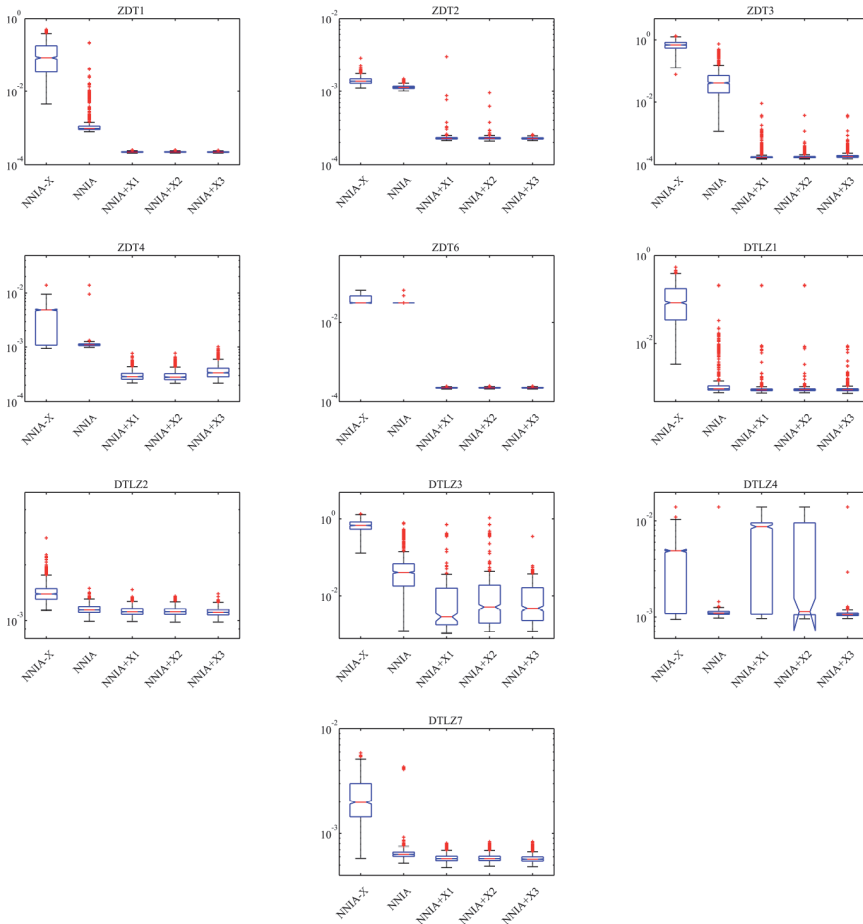 ZDT1
10^0
10^-2
10^-4
NNIA-X
NNIA
NNIA+X1
NNIA+X2
NNIA+X3
ZDT2
10^-2
10^-3
10^-4
NNIA-X
NNIA
NNIA+X1
NNIA+X2
NNIA+X3
ZDT3
10^0
10^-2
10^-4
NNIA-X
NNIA
NNIA+X1
NNIA+X2
NNIA+X3
ZDT4
10^-2
10^-3
10^-4
NNIA-X
NNIA
NNIA+X1
NNIA+X2
NNIA+X3
ZDT6
10^-2
10^-4
NNIA-X
NNIA
NNIA+X1
NNIA+X2
NNIA+X3
DTLZ1
10^0
10^-2
NNIA-X
NNIA
NNIA+X1
NNIA+X2
NNIA+X3
DTLZ2
10^-3
NNIA-X
NNIA
NNIA+X1
NNIA+X2
NNIA+X3
DTLZ3
10^0
10^-2
NNIA-X
NNIA
NNIA+X1
NNIA+X2
NNIA+X3
DTLZ4
10^-2
10^-3
NNIA-X
NNIA
NNIA+X1
NNIA+X2
NNIA+X3
DTLZ7
10^-2
10^-3
NNIA-X
NNIA
NNIA+X1
NNIA+X2
NNIA+X3